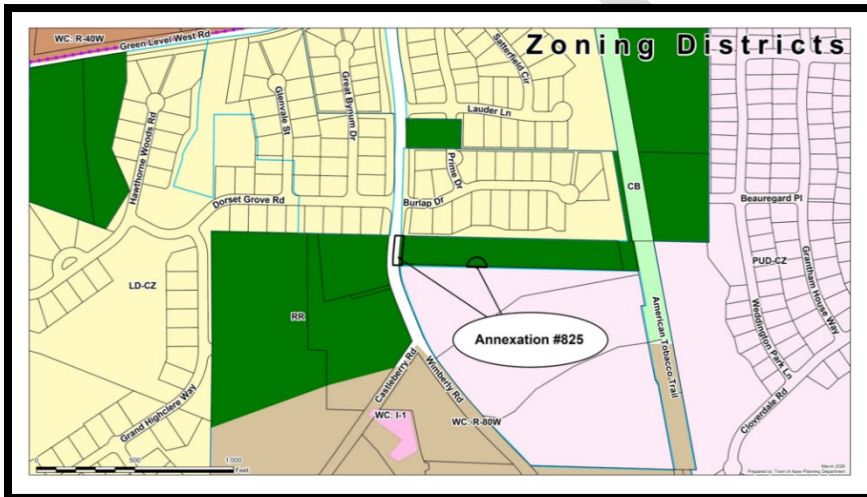 Zoning Districts
WC: R-40W
Green Level West Rd
Hawthorne Woods Rd
Glenvale St
Great Bynum Dr
Satterfield Cir
Lauder Ln
Prime Dr
Burlap Dr
Dorset Grove Rd
CB
Beauregard Pl
PUD-CZ
Grantham House Way
Weddington Park Ln
LD-CZ
RR
Annexation #825
American Tobacco Trail
Castleberry Rd
Wimberly Rd
WC: I-1
WC: R-80W
Grand Highclere Way
Cloverdale Rd
0 500 1,000
Feet
Prepared by: Town of Apex Planning Department